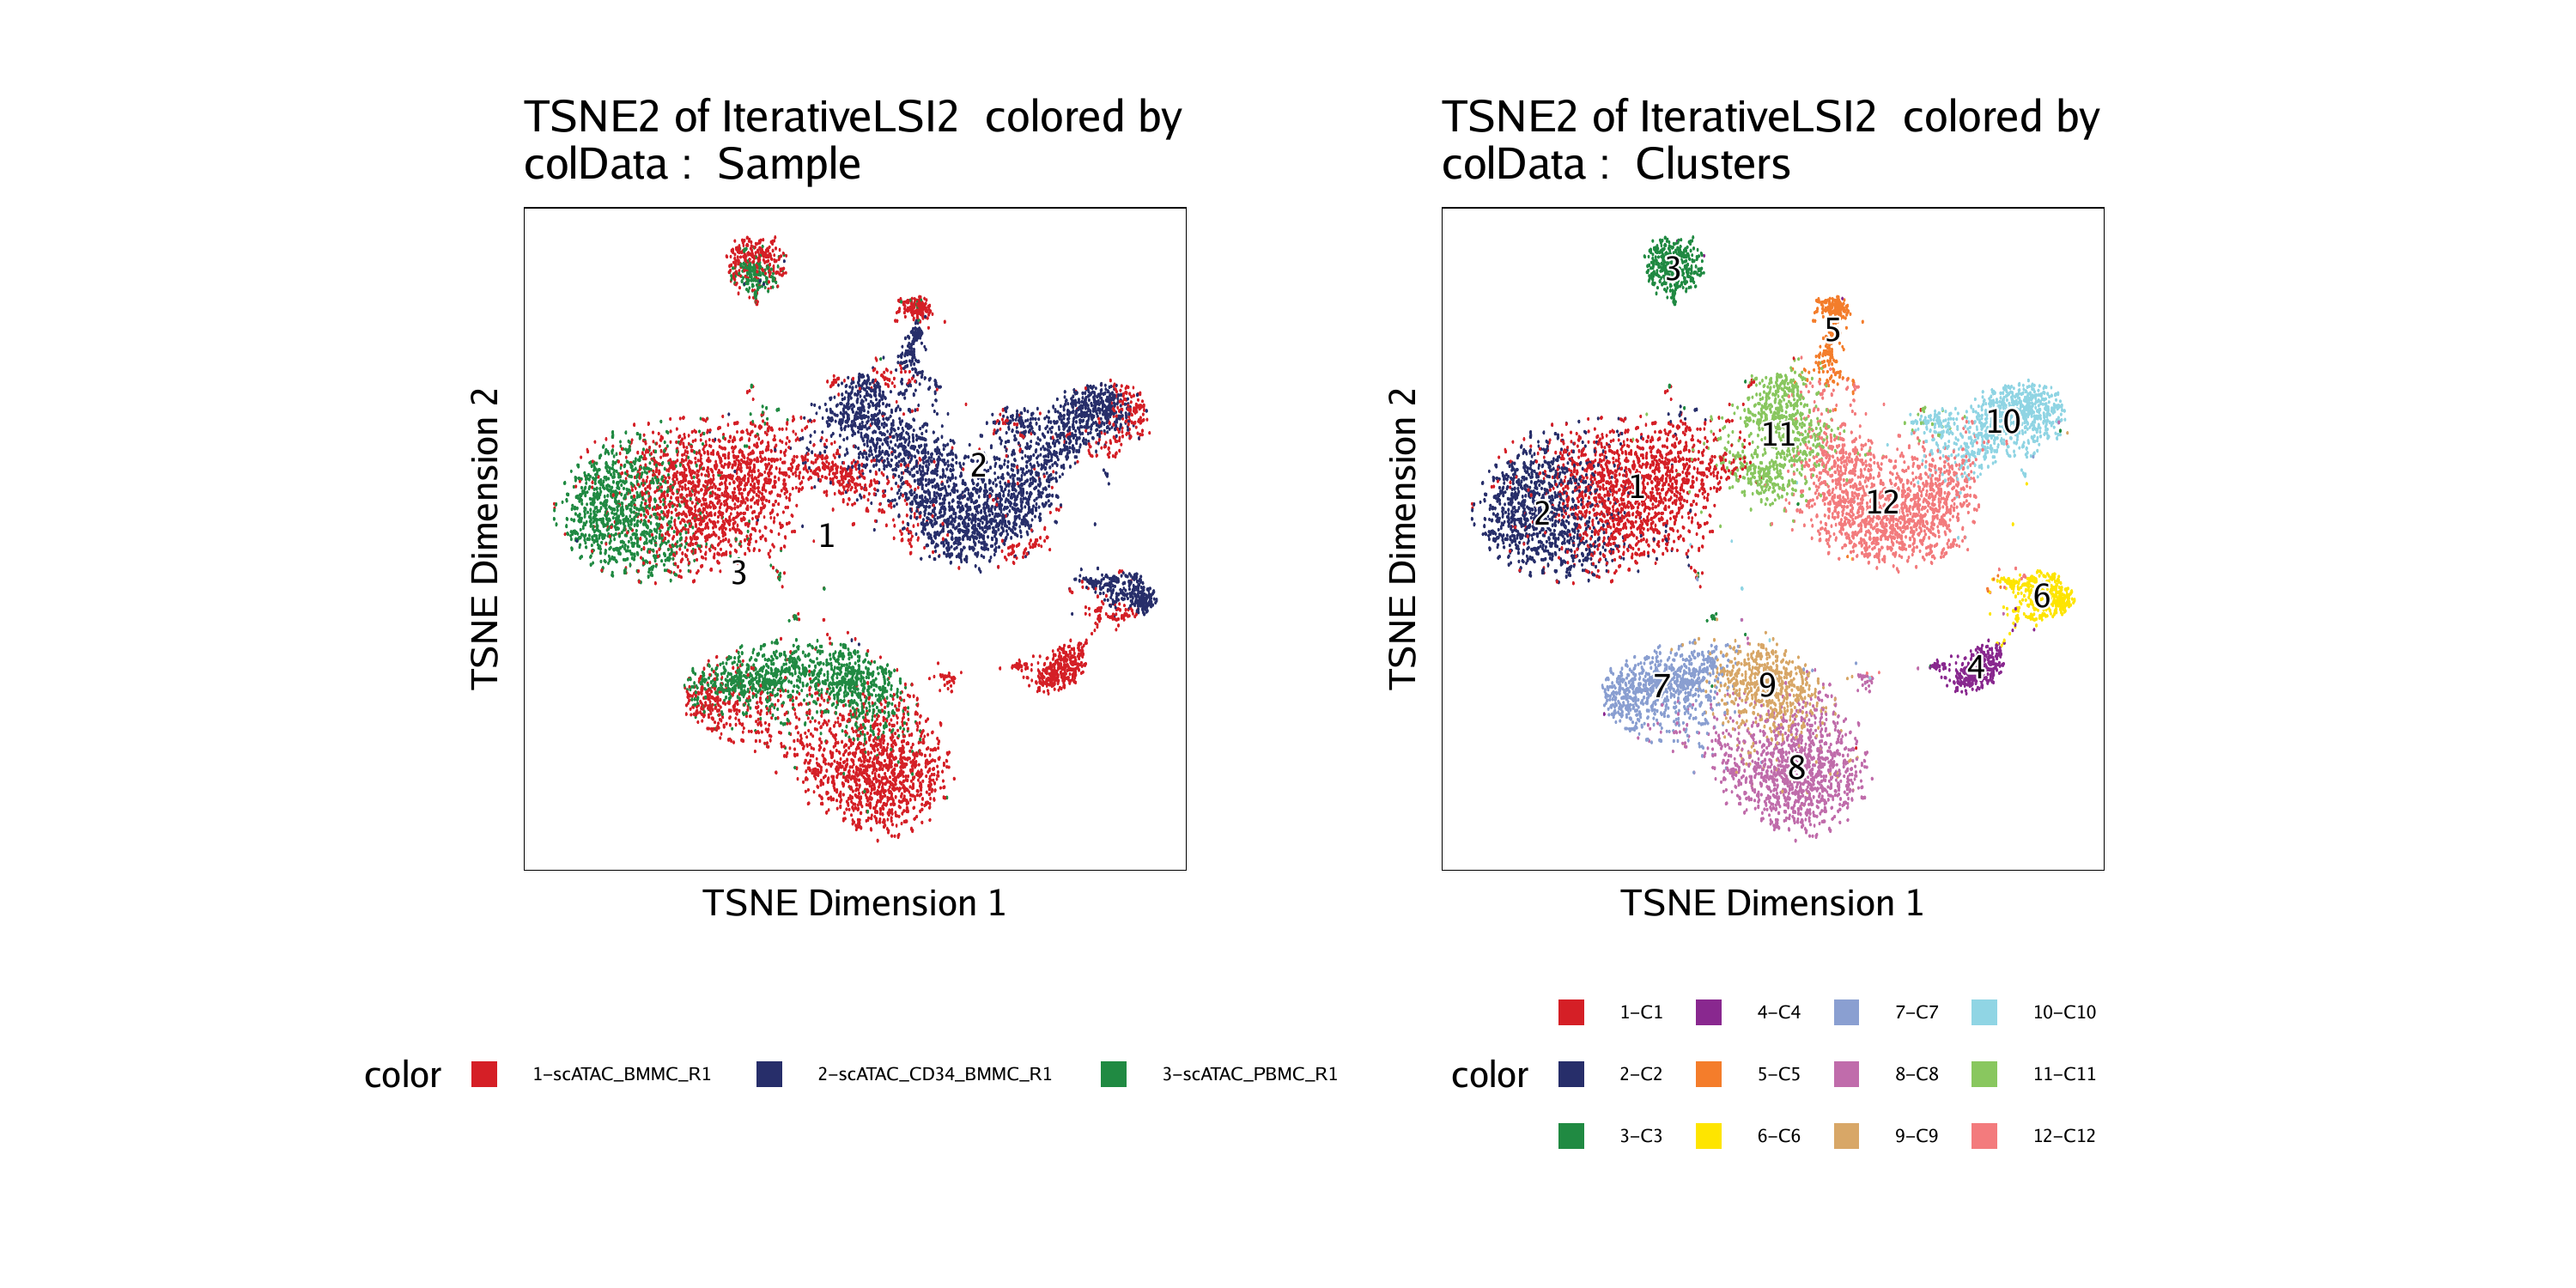 TSNE2 of IterativeLSI2  colored by
colData :  Sample
TSNE Dimension 2
1
2
3
TSNE Dimension 1
color
1−scATAC_BMMC_R1
2−scATAC_CD34_BMMC_R1
3−scATAC_PBMC_R1
TSNE2 of IterativeLSI2  colored by
colData :  Clusters
TSNE Dimension 2
3
5
10
11
1
12
2
6
4
7
9
8
TSNE Dimension 1
color
1−C1
4−C4
7−C7
10−C10
2−C2
5−C5
8−C8
11−C11
3−C3
6−C6
9−C9
12−C12